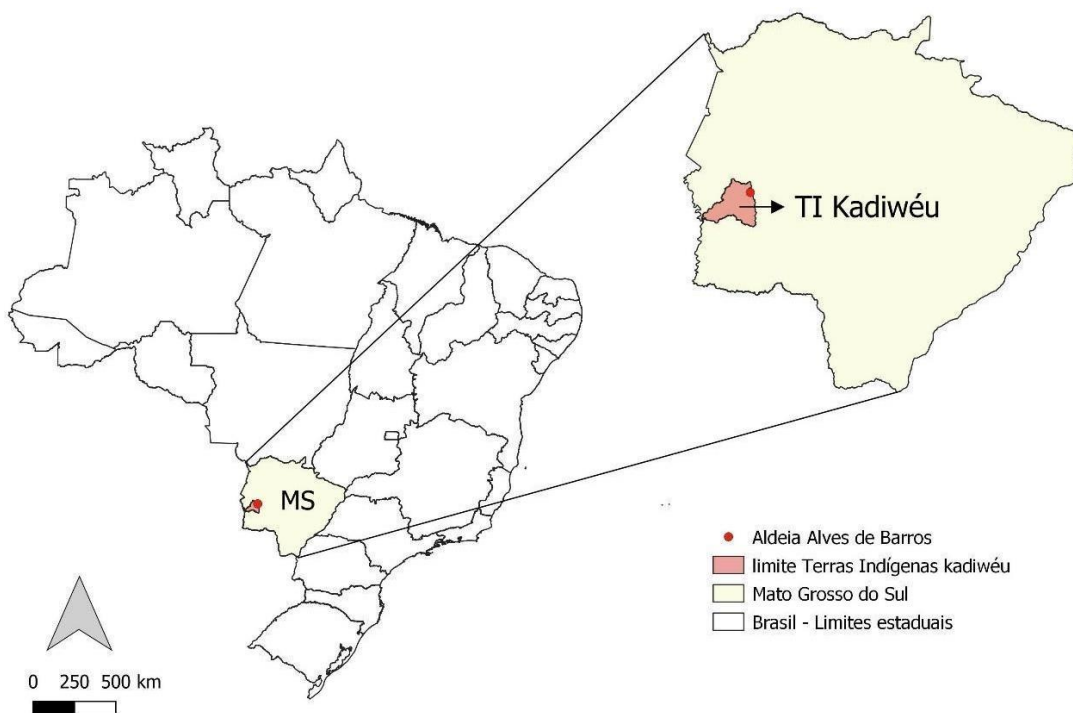 TI Kadiwéu
MS
Aldeia Alves de Barros
limite Terras Indígenas kadiwéu
Mato Grosso do Sul
Brasil - Limites estaduais
0 250 500 km